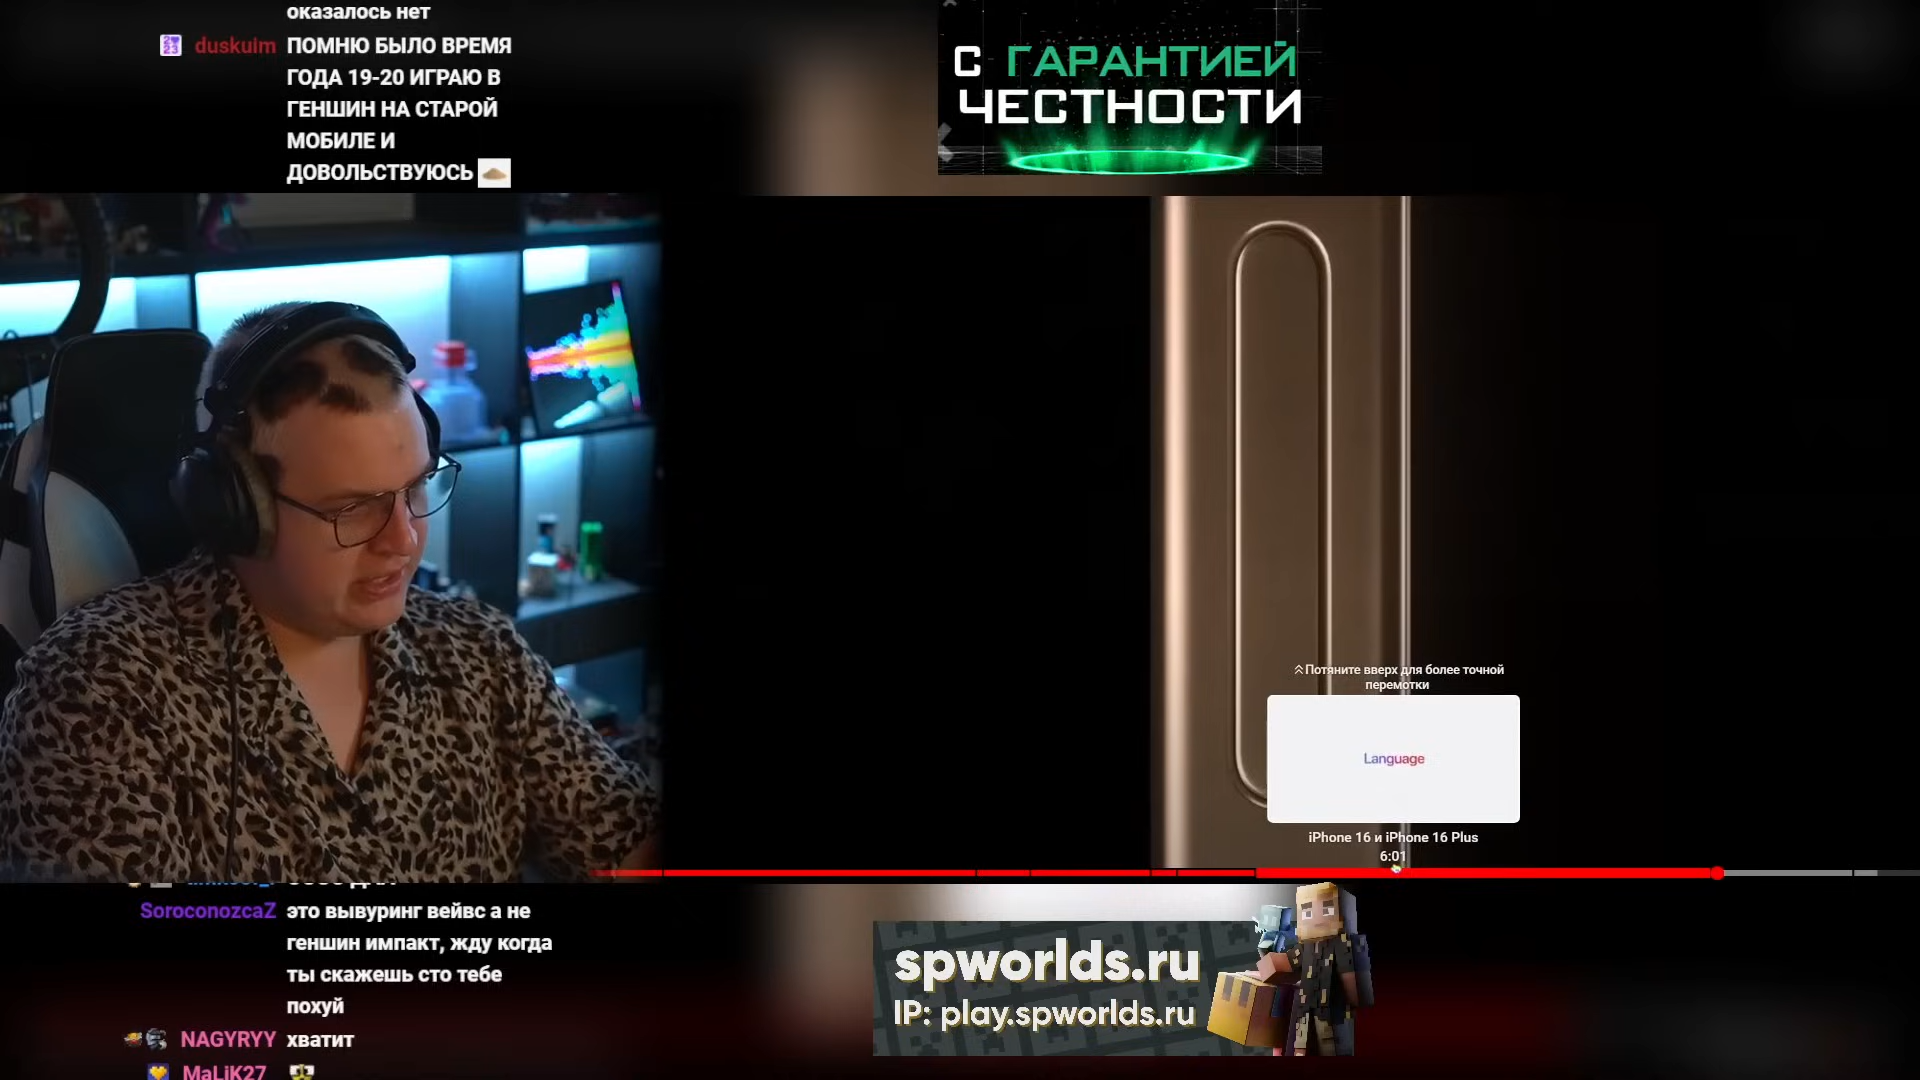 оказалось нет
duskulm ПОМНЮ БЫЛО ВРЕМЯ
ГОДА 19-20 ИГРАЮ В
ГЕНШИН НА СТАРОЙ
МОБИЛЕ И
ДОВОЛЬСТВУЮСЬ
С ГАРАНТИЕЙ
ЧЕСТНОСТИ
Потяните вверх для более точной
перемотки
Language
iPhone 16 и iPhone 16 Plus
6:01
SoroconozcaZ это вывуринг вейвс а не
геншин импакт, жду когда
ты скажешь сто тебе
похуй
NAGYRYY хватит
MaLiK27
spworlds.ru
IP: play.spworlds.ru